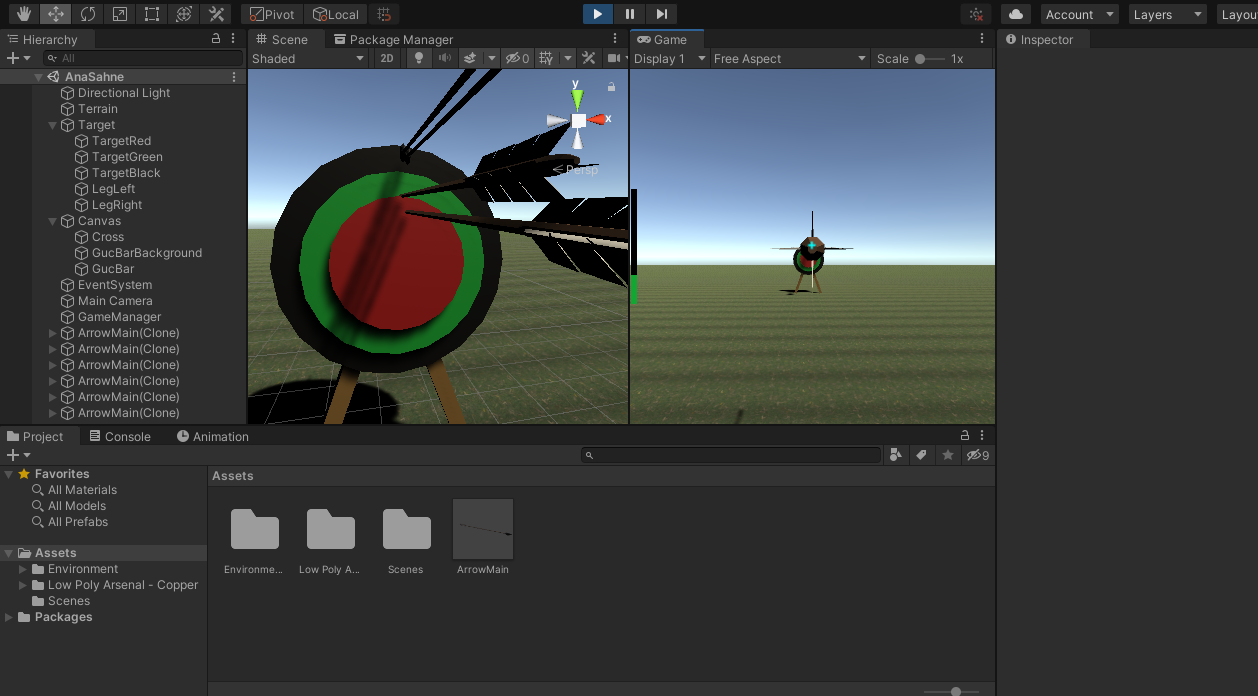 Pivot Local Account Layers Layou
Hierarchy
All
AnaSahne
Directional Light
Terrain
Target
TargetRed
TargetGreen
TargetBlack
LegLeft
LegRight
Canvas
Cross
GucBarBackground
GucBar
EventSystem
Main Camera
GameManager
ArrowMain(Clone)
ArrowMain(Clone)
ArrowMain(Clone)
ArrowMain(Clone)
ArrowMain(Clone)
ArrowMain(Clone)
Scene Package Manager
Shaded 2D 0
y
x
Persp
Game
Display 1 Free Aspect Scale 1x
Inspector
Project Console Animation
9
Favorites
All Materials
All Models
All Prefabs
Assets
Environment
Low Poly Arsenal - Copper
Scenes
Packages
Assets
Environme... Low Poly A... Scenes ArrowMain